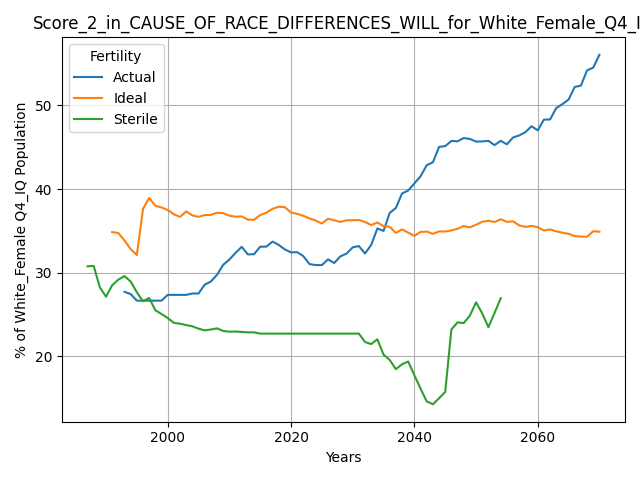 Score_2_in_CAUSE_OF_RACE_DIFFERENCES_WILL_for_White_Female_Q4_I
Fertility
Actual
Ideal
Sterile
% of White_Female Q4_IQ Population
50
40
30
20
2000
2020
2040
2060
Years